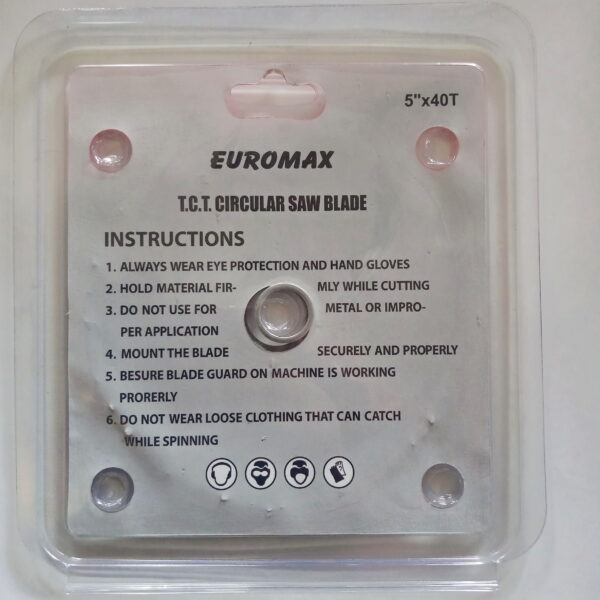 5"x40T
EUROMAX
T.C.T. CIRCULAR SAW BLADE
INSTRUCTIONS
1. ALWAYS WEAR EYE PROTECTION AND HAND GLOVES
2. HOLD MATERIAL FIR- MLY WHILE CUTTING
3. DO NOT USE FOR METAL OR IMPRO-
PER APPLICATION
4. MOUNT THE BLADE SECURELY AND PROPERLY
5. BESURE BLADE GUARD ON MACHINE IS WORKING
PRORERLY
6. DO NOT WEAR LOOSE CLOTHING THAT CAN CATCH
WHILE SPINNING